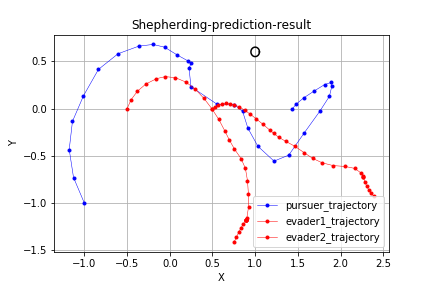 Shepherding-prediction-result
Y
0.5
0.0
−0.5
−1.0
−1.5
pursuer_trajectory
evader1_trajectory
evader2_trajectory
−1.0 −0.5 0.0 0.5 1.0 1.5 2.0 2.5
X